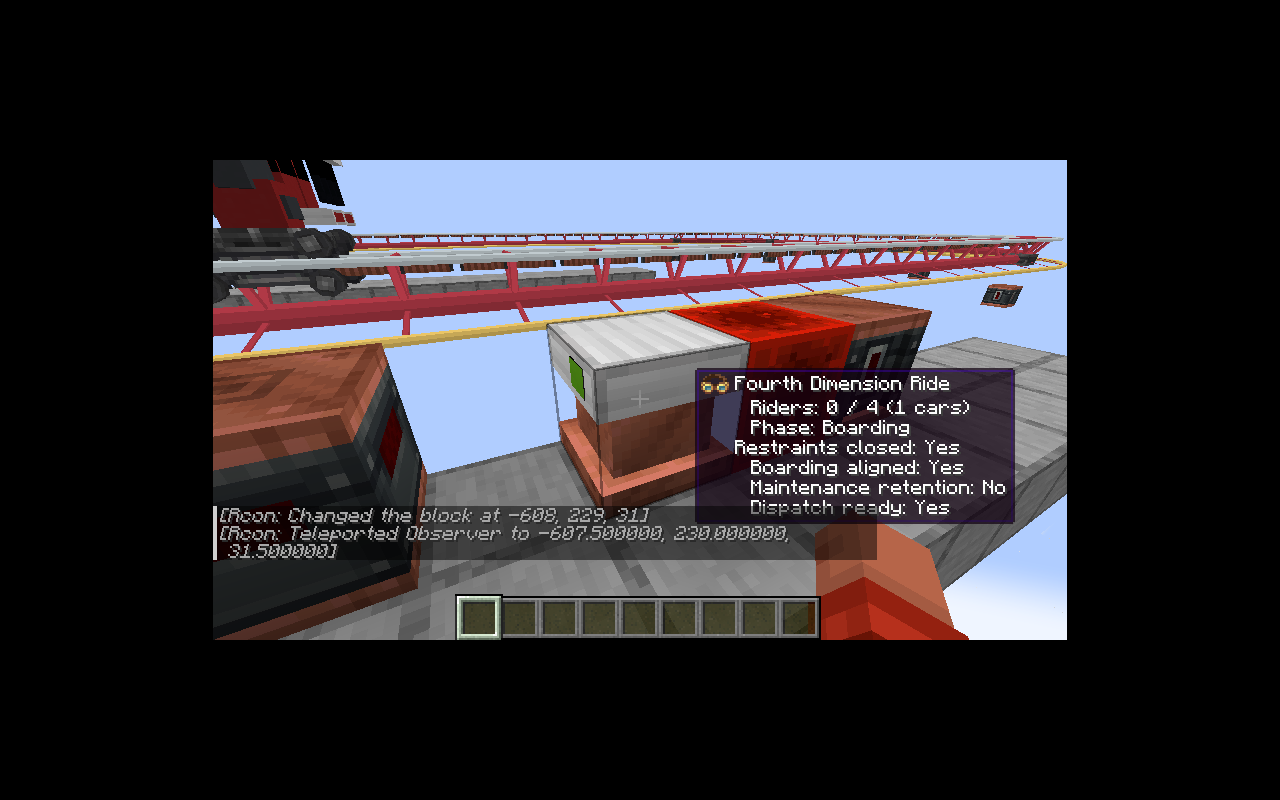 Fourth Dimension Ride
Riders: 0 / 4 (1 cars)
Phase: Boarding
Restraints closed: Yes
Boarding aligned: Yes
Maintenance retention: No
Dispatch ready: Yes
[Rcon: Changed the block at -608, 229, 31]
[Rcon: Teleported Observer to -607.500000, 230.000000,
31.500000]